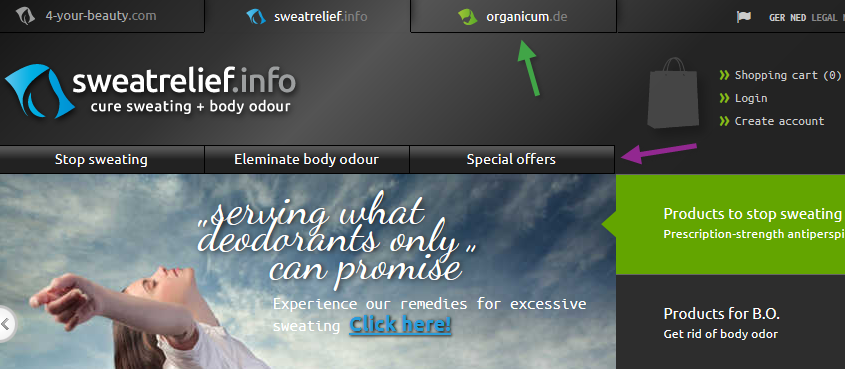 4-your-beauty.com
sweatrelief.info
organicum.de
GER NED LEGAL
sweatrelief.info
cure sweating + body odour
Shopping cart (0)
Login
Create account
Stop sweating
Eleminate body odour
Special offers
„serving what
deodorants only„
can promise
Experience our remedies for excessive
sweating Click here!
Products to stop sweating
Prescription-strength antiperspi
Products for B.O.
Get rid of body odor